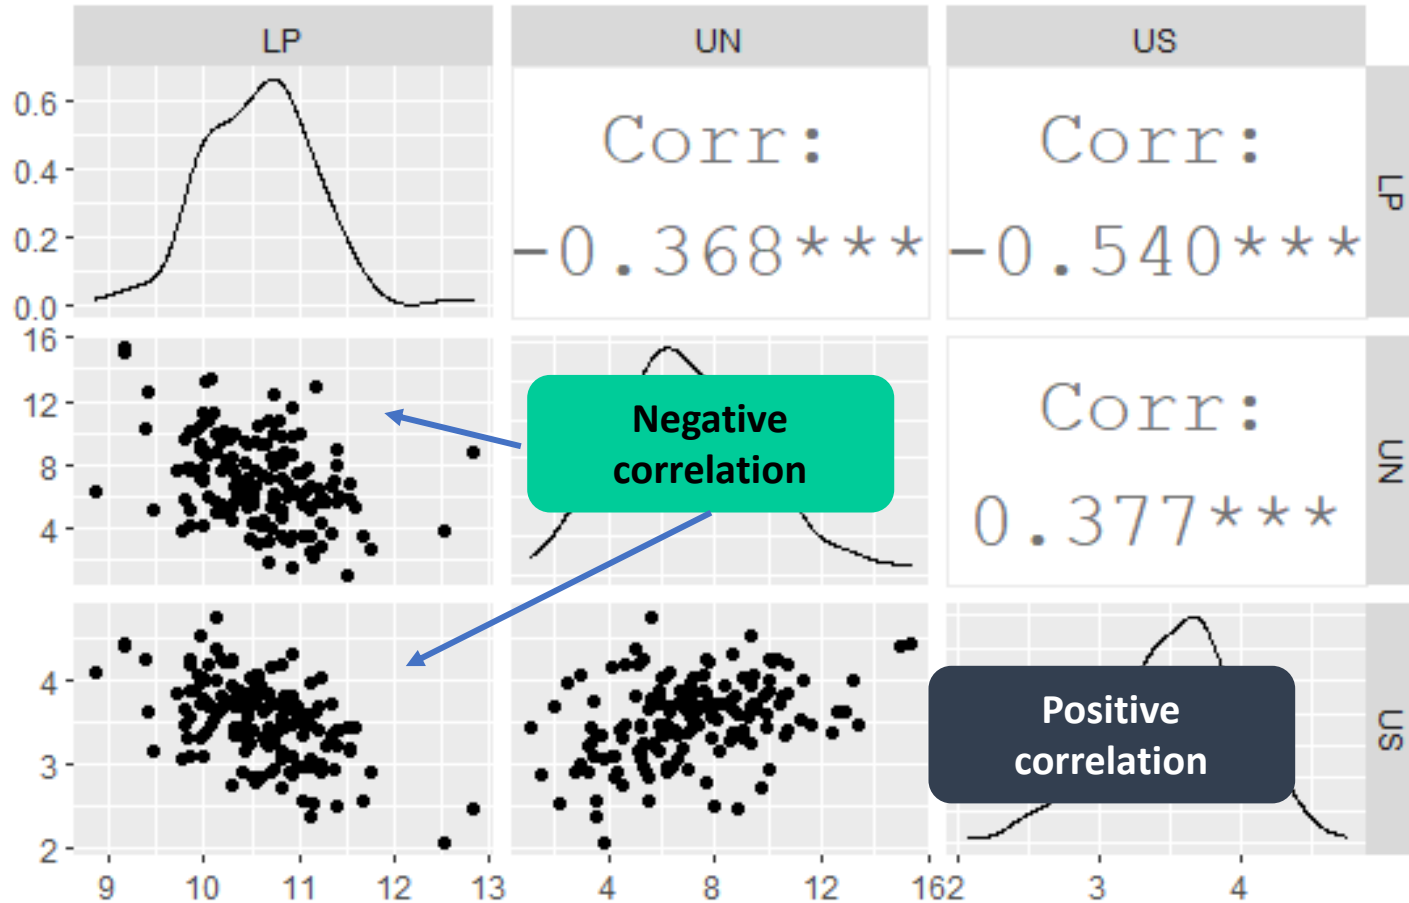 LP UN US
0.6
0.4
0.2
0.0
Corr:
-0.368***
Corr:
-0.540***
LP
16
12
8
4
Negative
correlation
Corr:
0.377***
UN
4
3
2
Positive
correlation
US
9 10 11 12 13 4 8 12 162 3 4